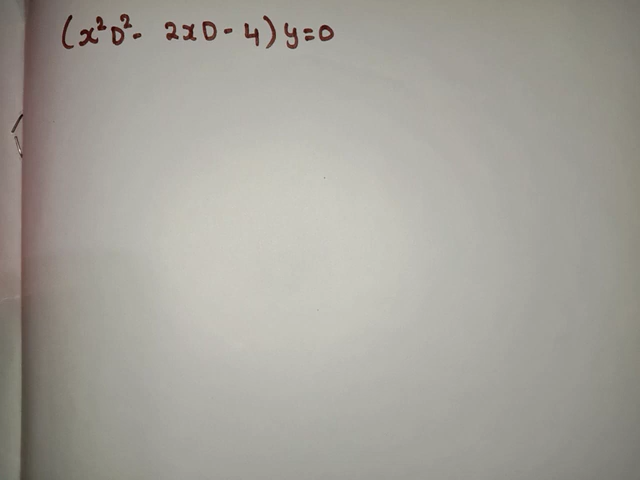 (x²D² - 2xD - 4) y = 0